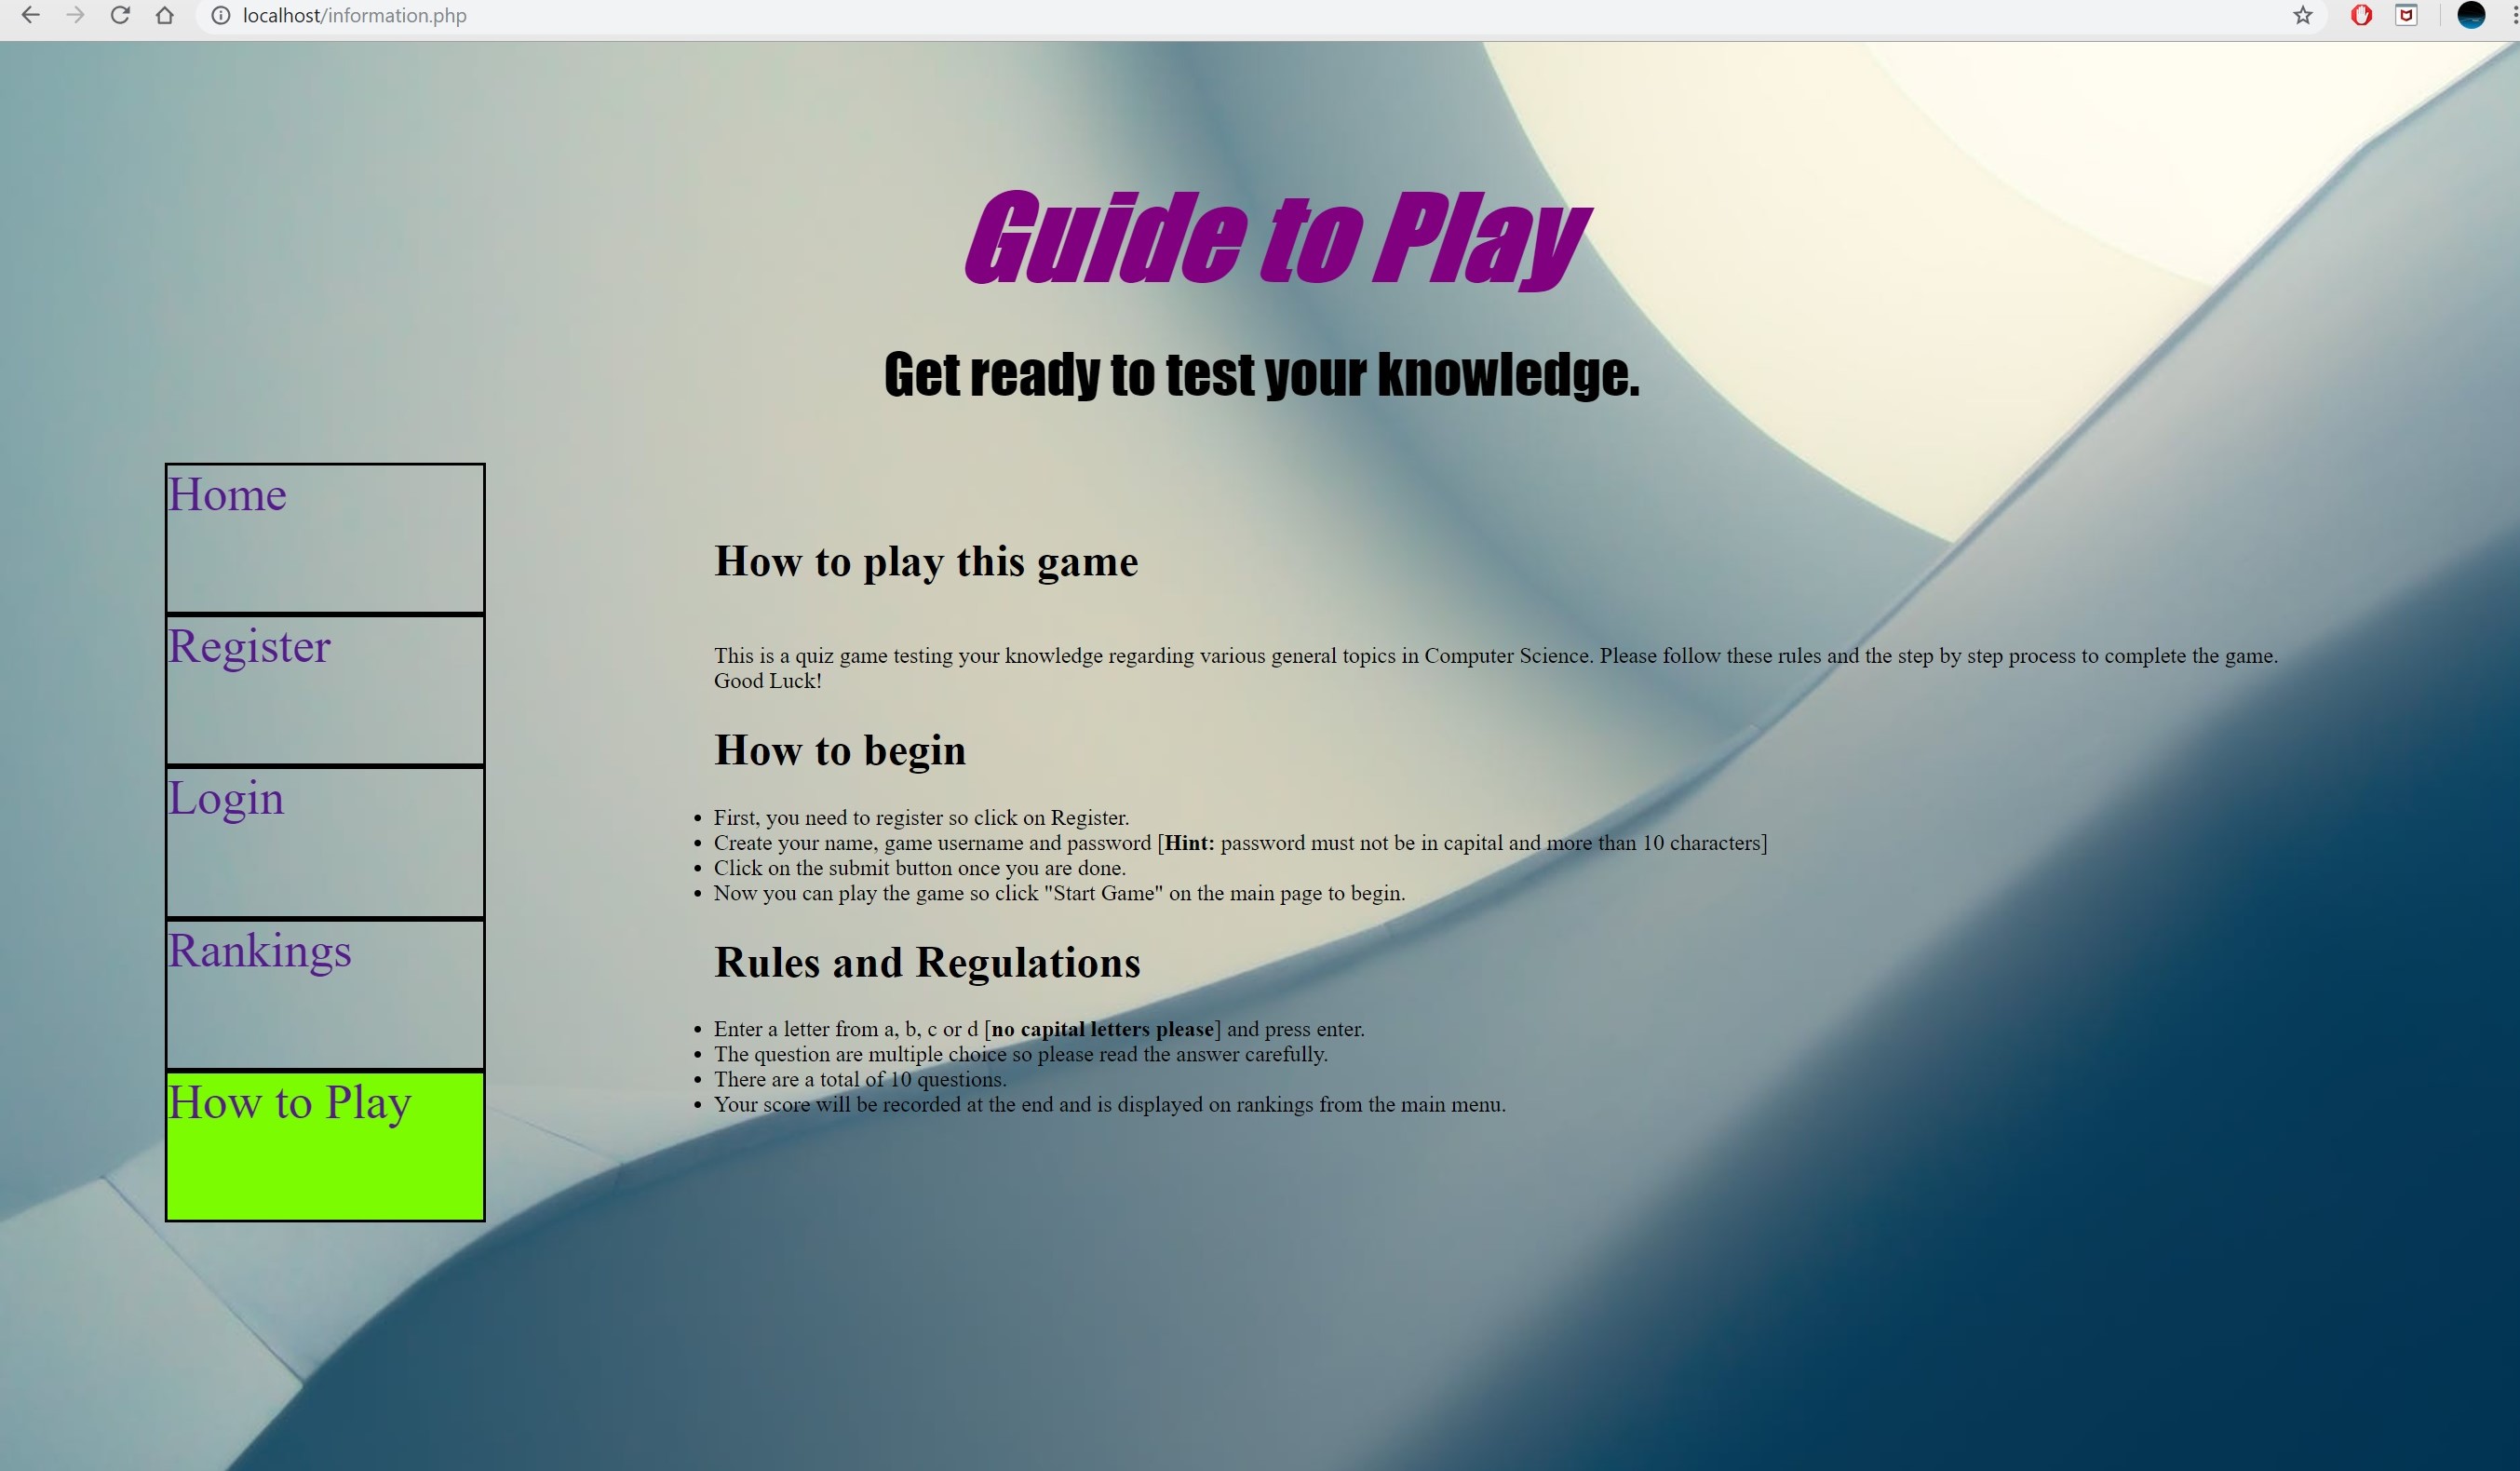 localhost/information.php
Guide to Play
Get ready to test your knowledge.
Home
Register
Login
Rankings
How to Play
How to play this game
This is a quiz game testing your knowledge regarding various general topics in Computer Science. Please follow these rules and the step by step process to complete the game.
Good Luck!
How to begin
• First, you need to register so click on Register.
• Create your name, game username and password [Hint: password must not be in capital and more than 10 characters]
• Click on the submit button once you are done.
• Now you can play the game so click "Start Game" on the main page to begin.
Rules and Regulations
• Enter a letter from a, b, c or d [no capital letters please] and press enter.
• The question are multiple choice so please read the answer carefully.
• There are a total of 10 questions.
• Your score will be recorded at the end and is displayed on rankings from the main menu.